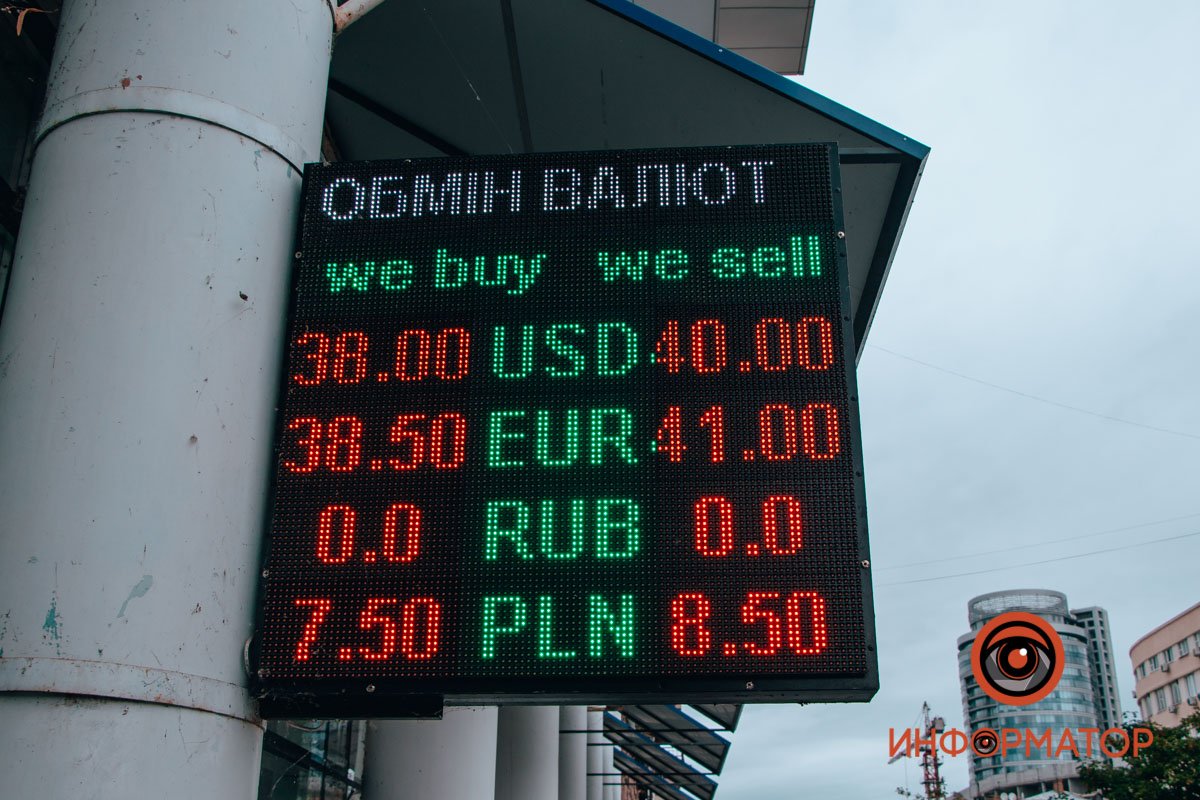 ОБМІН ВАЛЮТ
we buy we sell
38.00 USD 40.00
38.50 EUR 41.00
0.0 RUB 0.0
7.50 PLN 8.50
ИНФОРМАТОР